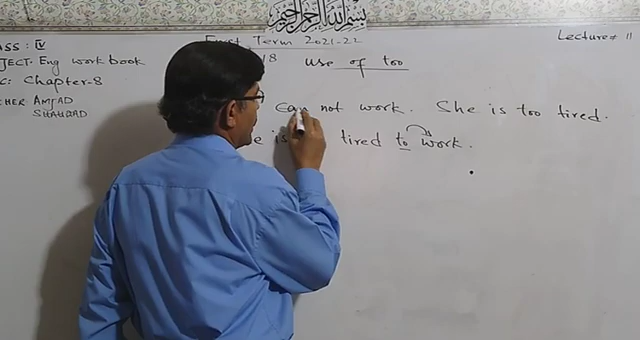 بسم الله الرحمن الرحيم
First Term 2021-22
Lecture# 11
ASS : IV
JECT: Eng work book
8 use of too
C: Chapter-8
CHER AMJAD
SHAHZAD
can not work. She is too tired.
e is tired to work.